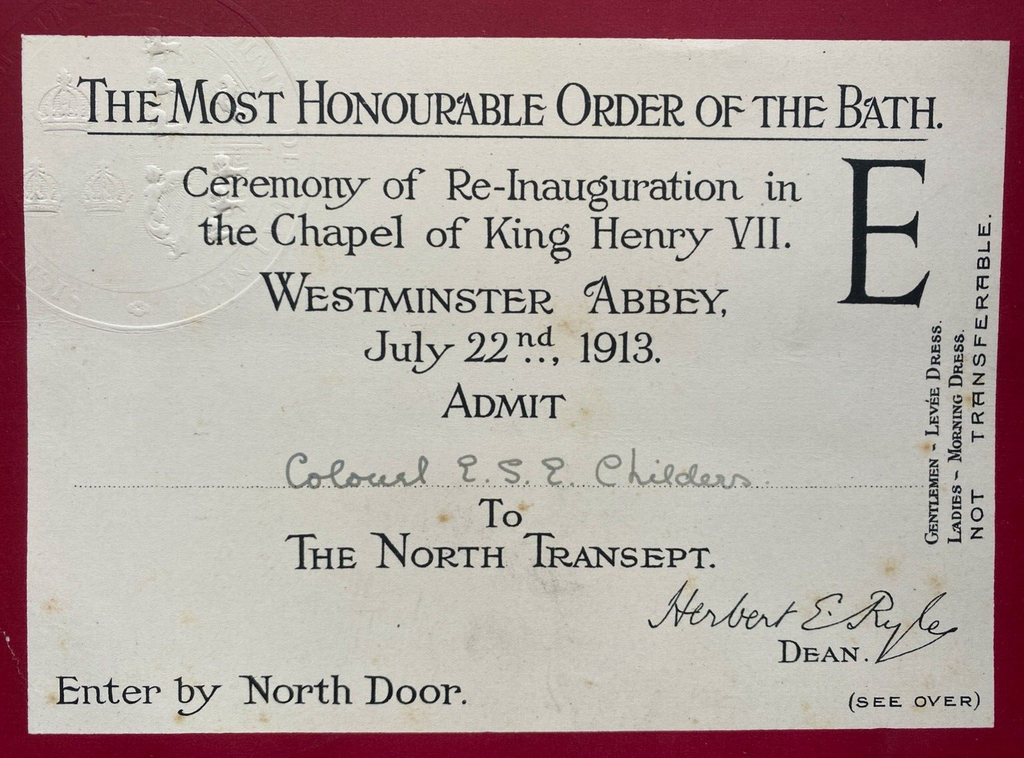 THE MOST HONOURABLE ORDER OF THE BATH.
Ceremony of Re-Inauguration in
the Chapel of King Henry VII.
WESTMINSTER ABBEY,
July 22nd., 1913.
ADMIT
Colonel E. S. E. Childers.
To
THE NORTH TRANSEPT.
Herbert E. Ryle
DEAN.
Enter by North Door.
(SEE OVER)
E
GENTLEMEN - LEVÉE DRESS.
LADIES - MORNING DRESS.
NOT TRANSFERABLE.